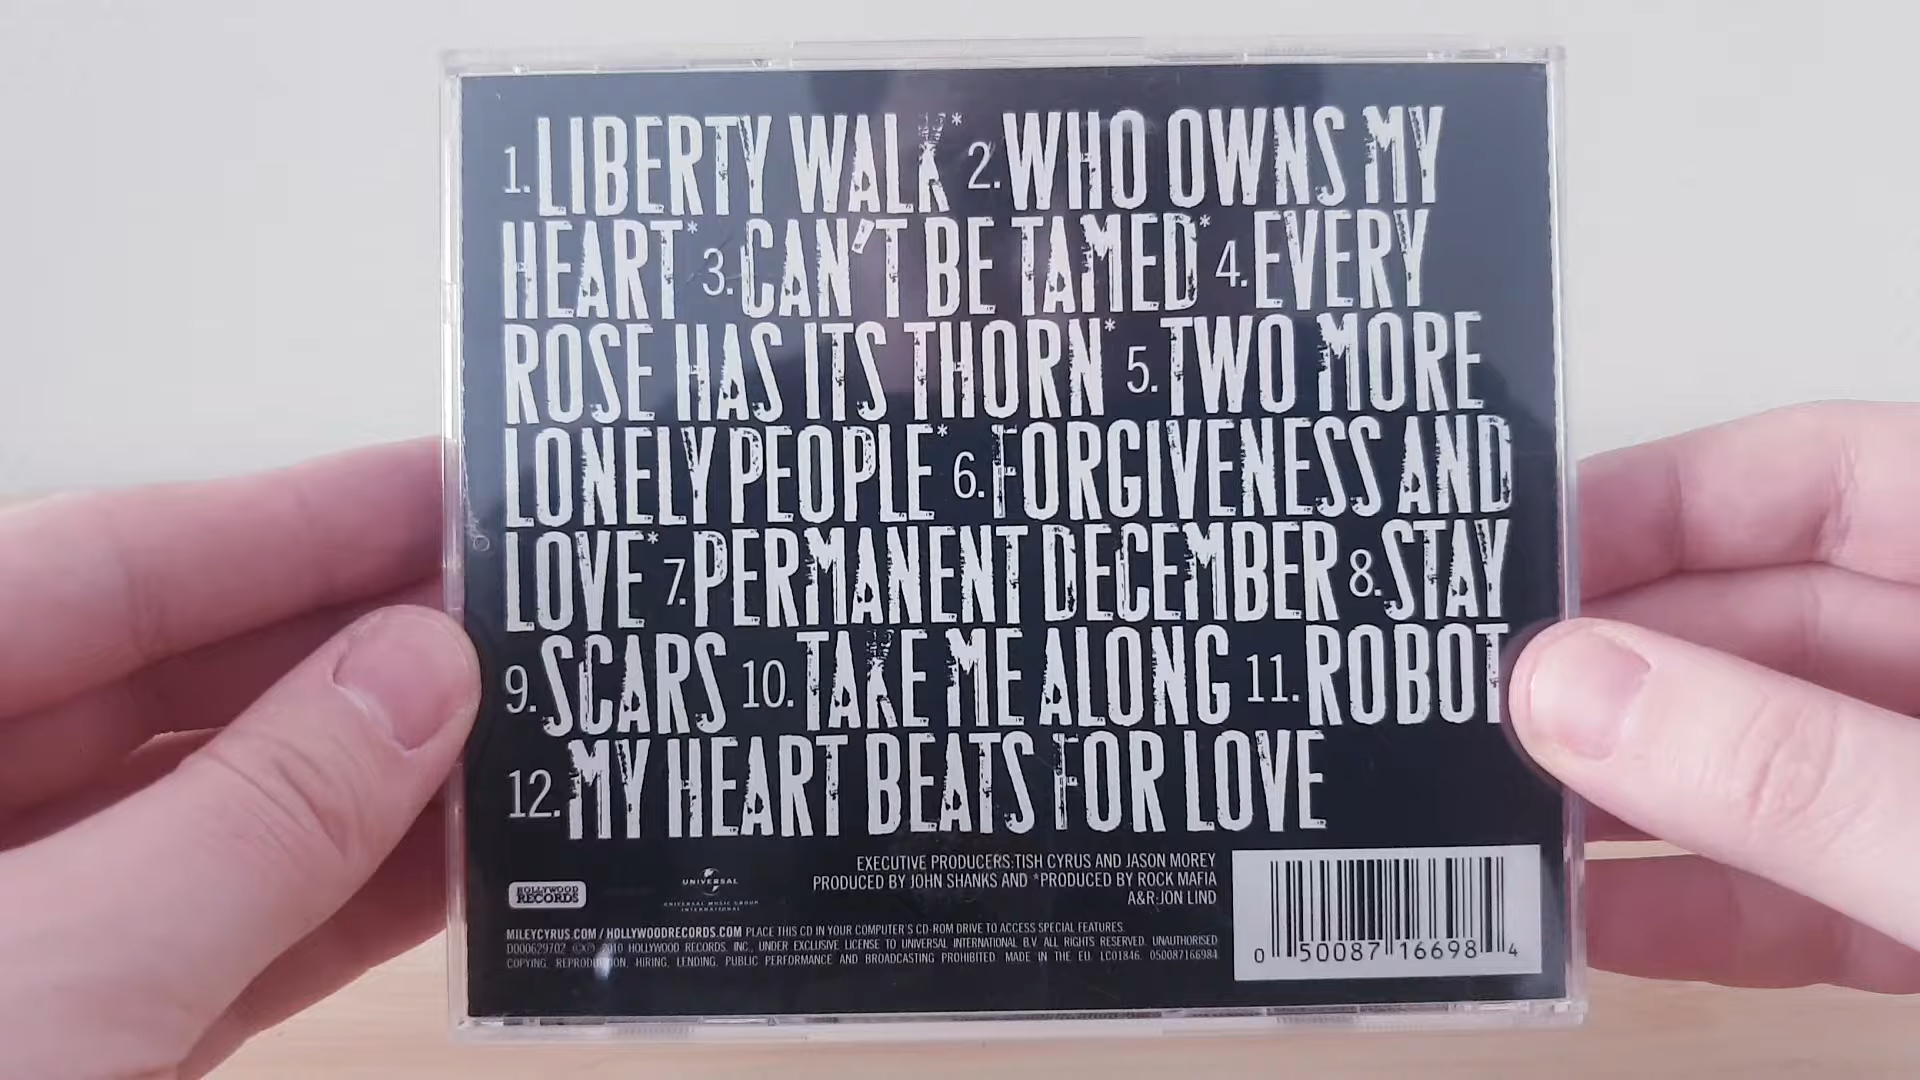 1. LIBERTY WALK* 2. WHO OWNS MY
HEART* 3. CAN'T BE TAMED* 4. EVERY
ROSE HAS ITS THORN* 5. TWO MORE
LONELY PEOPLE* 6. FORGIVENESS AND
LOVE* 7. PERMANENT DECEMBER 8. STAY
9. SCARS 10. TAKE ME ALONG 11. ROBOT
12. MY HEART BEATS FOR LOVE
HOLLYWOOD
RECORDS
UNIVERSAL
UNIVERSAL MUSIC GROUP
INTERNATIONAL
EXECUTIVE PRODUCERS: TISH CYRUS AND JASON MOREY
PRODUCED BY JOHN SHANKS AND *PRODUCED BY ROCK MAFIA
A&R: JON LIND
MILEYCYRUS.COM / HOLLYWOODRECORDS.COM PLACE THIS CD IN YOUR COMPUTER'S CD-ROM DRIVE TO ACCESS SPECIAL FEATURES.
D000629702 ©℗ 2010 HOLLYWOOD RECORDS, INC., UNDER EXCLUSIVE LICENSE TO UNIVERSAL INTERNATIONAL B.V. ALL RIGHTS RESERVED. UNAUTHORISED
COPYING, REPRODUCTION, HIRING, LENDING, PUBLIC PERFORMANCE AND BROADCASTING PROHIBITED. MADE IN THE EU. LC01846. 050087166984
0 50087 16698 4